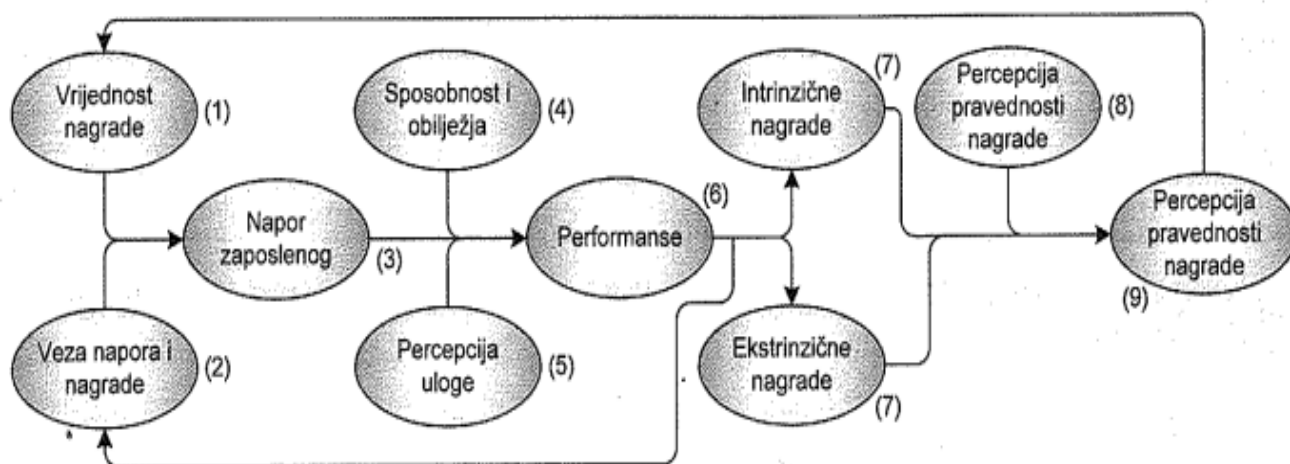 Vrijednost
nagrade
(1)
Sposobnost i
obilježja
(4)
Intrinzične
nagrade
(7)
Percepcija
pravednosti
nagrade
(8)
Napor
zaposlenog
(3)
Performanse
(6)
Percepcija
pravednosti
nagrade
(9)
Veza napora i
nagrade
(2)
Percepcija
uloge
(5)
Ekstrinzične
nagrade
(7)